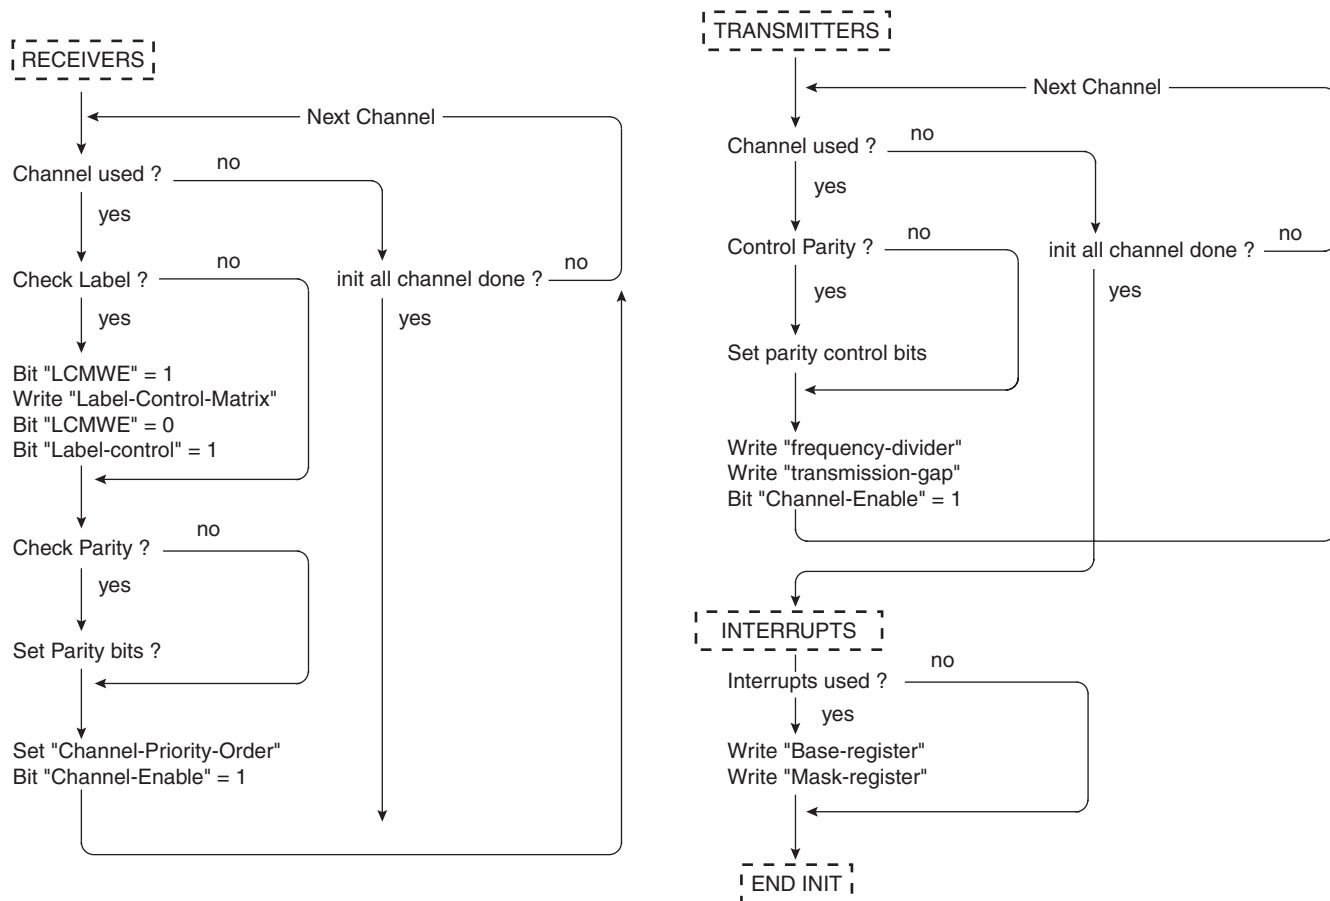 RECEIVERS
Next Channel
Channel used ?
no
yes
Check Label ?
no
init all channel done ?
no
yes
yes
Bit "LCMWE" = 1
Write "Label-Control-Matrix"
Bit "LCMWE" = 0
Bit "Label-control" = 1
Check Parity ?
no
yes
Set Parity bits ?
Set "Channel-Priority-Order"
Bit "Channel-Enable" = 1
TRANSMITTERS
Next Channel
Channel used ?
no
yes
Control Parity ?
no
init all channel done ?
no
yes
yes
Set parity control bits
Write "frequency-divider"
Write "transmission-gap"
Bit "Channel-Enable" = 1
INTERRUPTS
Interrupts used ?
no
yes
Write "Base-register"
Write "Mask-register"
END INIT